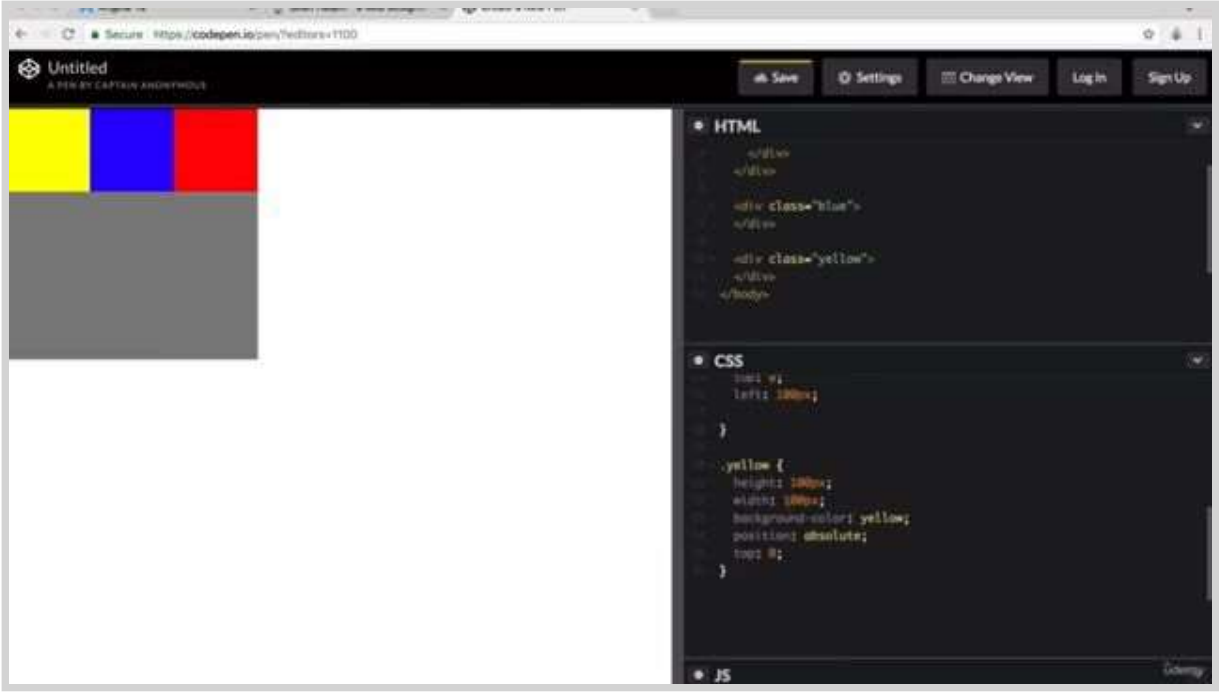 Secure https://codepen.io/pen/?editors=1100
Untitled
A PEN BY CAPTAIN ANONYMOUS
Save
Settings
Change View
Log In
Sign Up
HTML
</div>
</div>
<div class="blue">
</div>
<div class="yellow">
</div>
</body>
CSS
left: 100px;
}
.yellow {
height: 100px;
width: 100px;
background-color: yellow;
position: absolute;
top: 0;
}
JS
Udemy